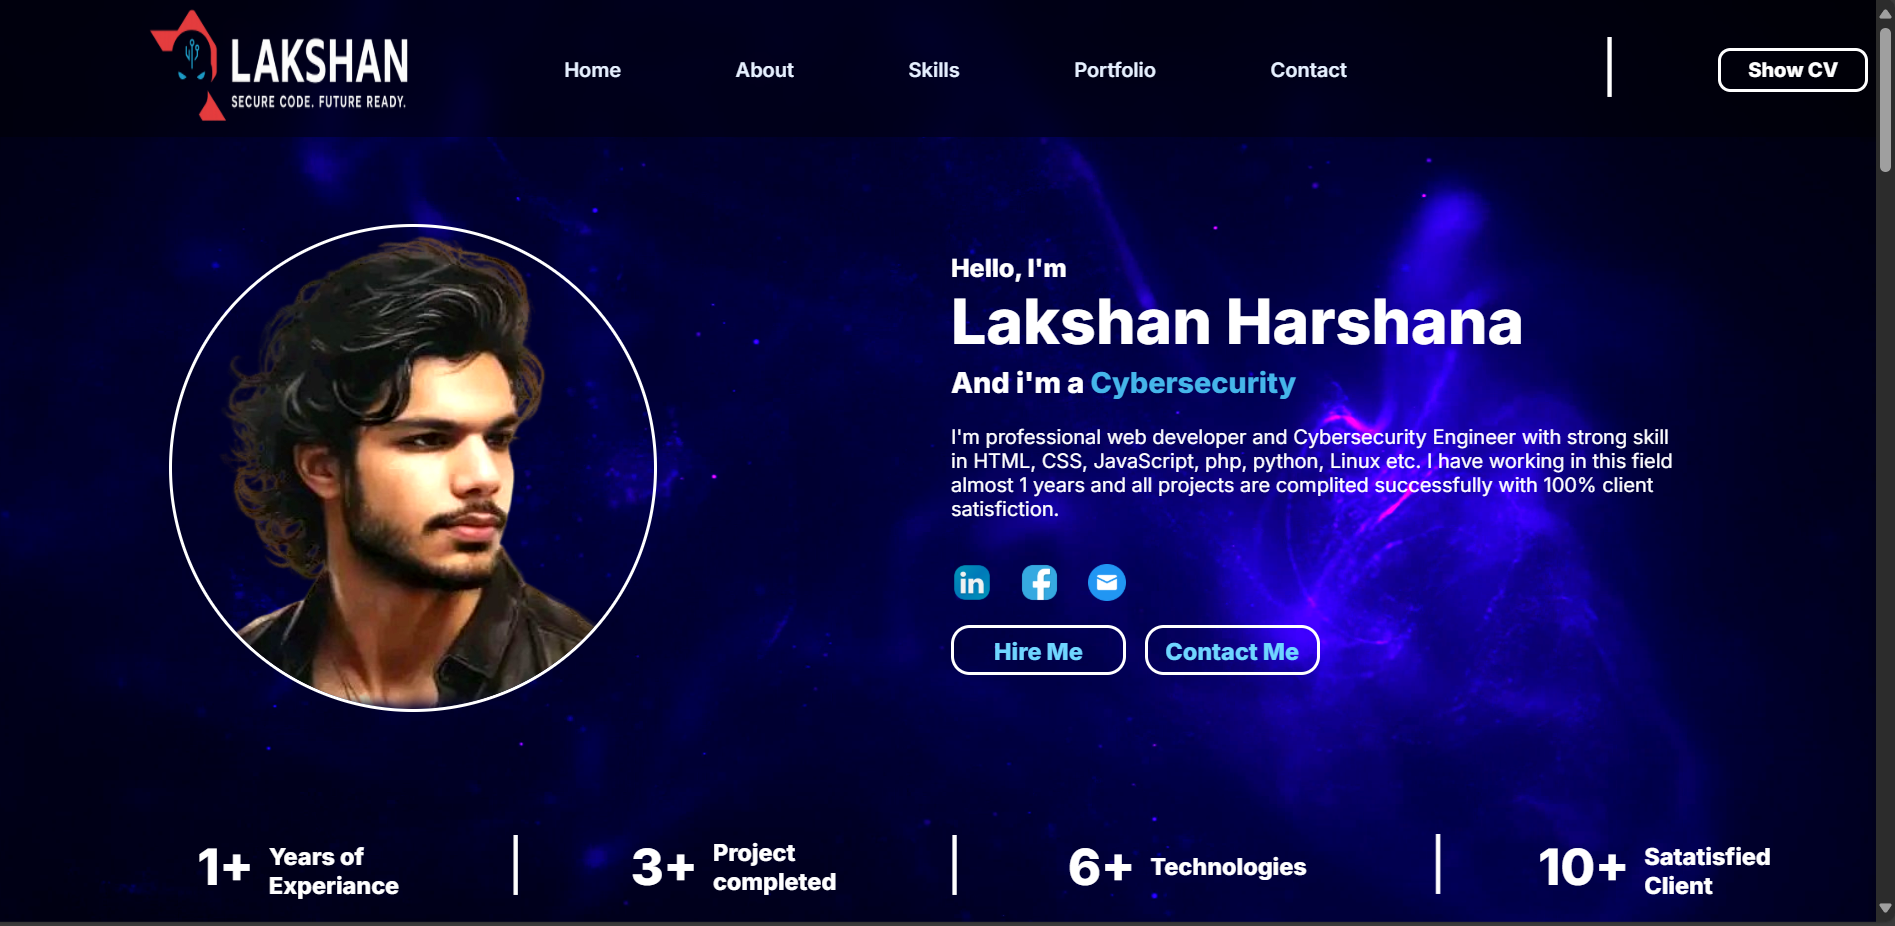 LAKSHAN
SECURE CODE. FUTURE READY.
Home
About
Skills
Portfolio
Contact
Show CV
Hello, I'm
Lakshan Harshana
And i'm a Cybersecurity
I'm professional web developer and Cybersecurity Engineer with strong skill
in HTML, CSS, JavaScript, php, python, Linux etc. I have working in this field
almost 1 years and all projects are complited successfully with 100% client
satisfiction.
in
f
Hire Me
Contact Me
1+
Years of
Experiance
3+
Project
completed
6+
Technologies
10+
Satatisfied
Client